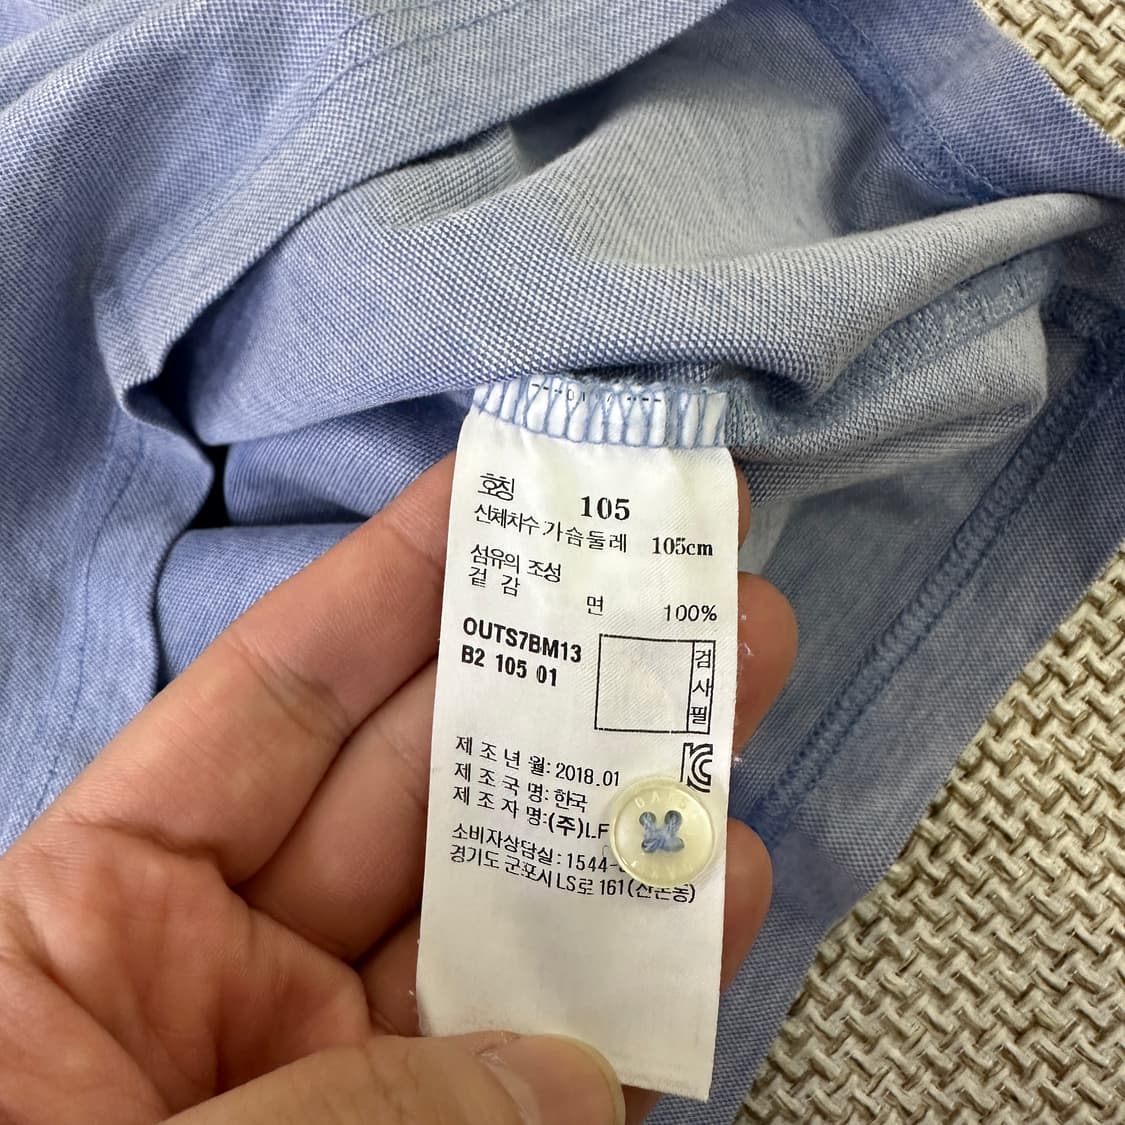 호칭 105
신체치수 가슴둘레 105cm
섬유의 조성
겉감
면 100%
OUTS7BM13
B2 105 01
검사필
제조년월: 2018.01
제조국명: 한국
제조자명: (주)LF
소비자상담실: 1544-
경기도 군포시 LS로 161 (산본동)